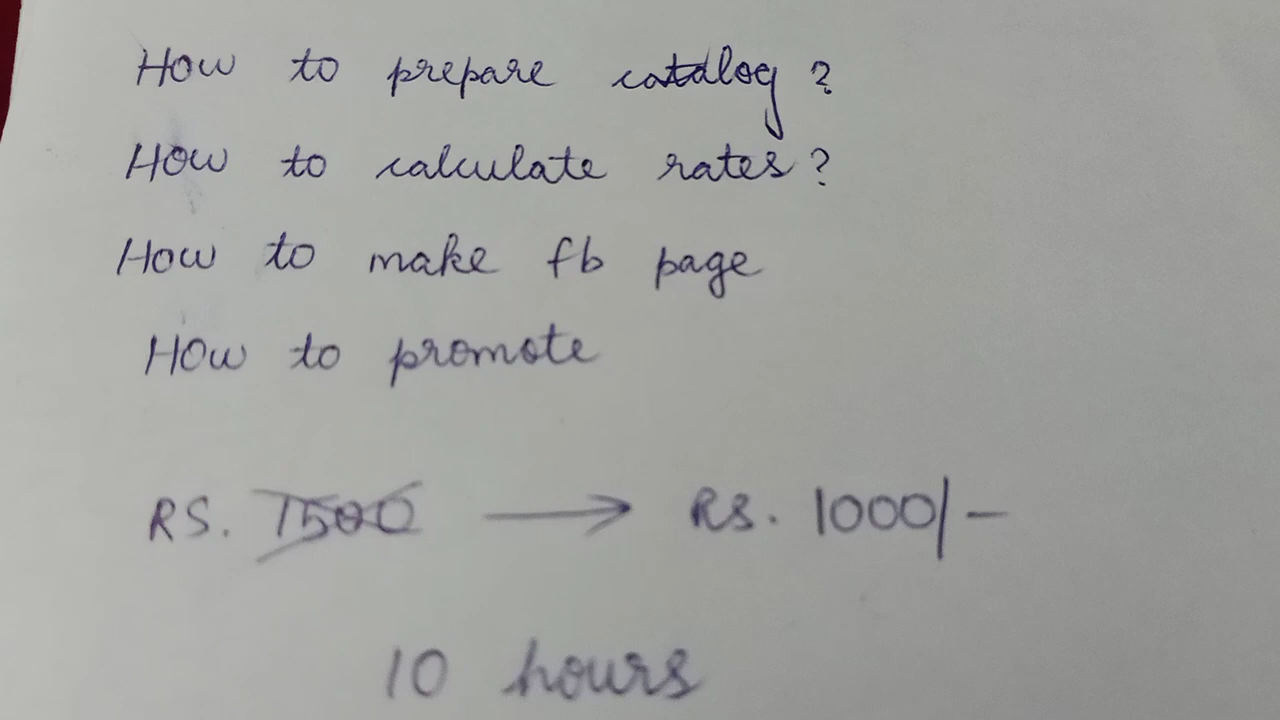 How to prepare catalog ?
How to calculate rates ?
How to make fb page
How to promote
RS. 1500 → RS. 1000/-
10 hours